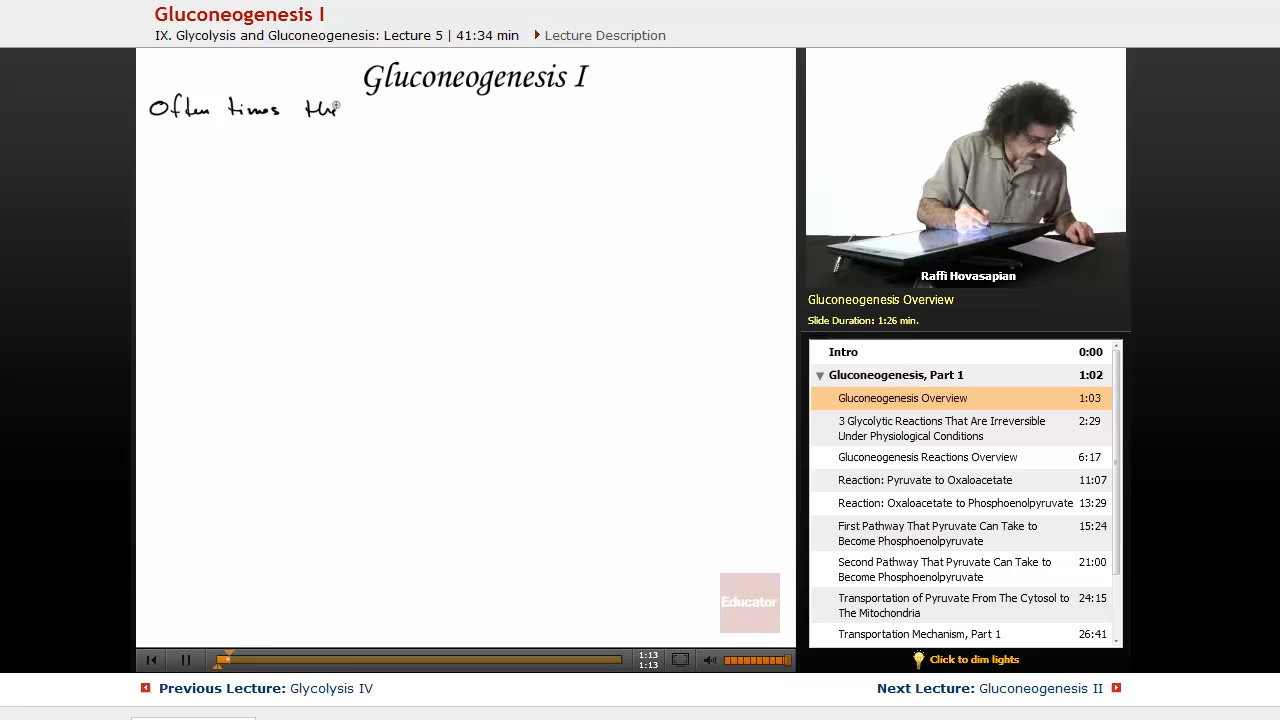 Gluconeogenesis I
IX. Glycolysis and Gluconeogenesis: Lecture 5 | 41:34 min
Lecture Description
Gluconeogenesis I
Often times the
Educator
Raffi Hovasapian
Gluconeogenesis Overview
Slide Duration: 1:26 min.
Intro 0:00
Gluconeogenesis, Part 1 1:02
Gluconeogenesis Overview 1:03
3 Glycolytic Reactions That Are Irreversible 2:29
Under Physiological Conditions
Gluconeogenesis Reactions Overview 6:17
Reaction: Pyruvate to Oxaloacetate 11:07
Reaction: Oxaloacetate to Phosphoenolpyruvate 13:29
First Pathway That Pyruvate Can Take to 15:24
Become Phosphoenolpyruvate
Second Pathway That Pyruvate Can Take to 21:00
Become Phosphoenolpyruvate
Transportation of Pyruvate From The Cytosol to 24:15
The Mitochondria
Transportation Mechanism, Part 1 26:41
1:13
1:13
Click to dim lights
Previous Lecture: Glycolysis IV
Next Lecture: Gluconeogenesis II